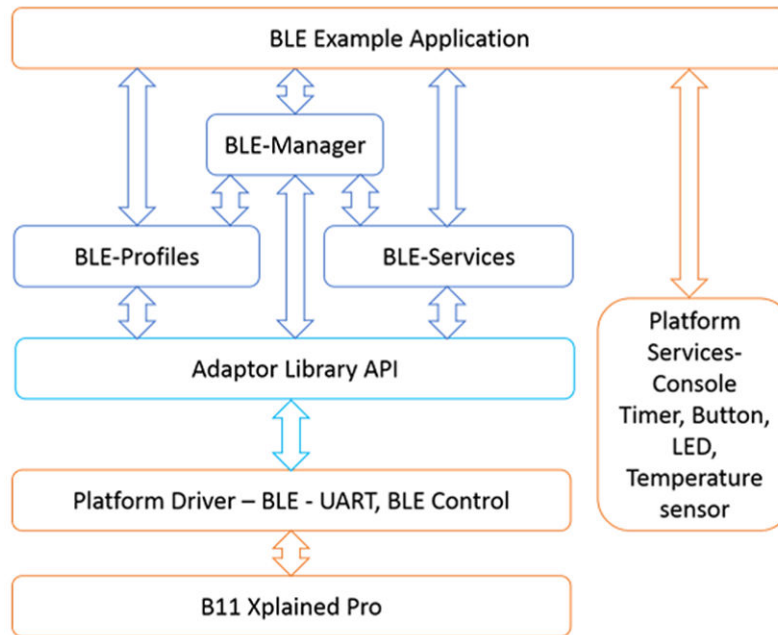 BLE Example Application
BLE-Manager
BLE-Profiles
BLE-Services
Adaptor Library API
Platform
Services-
Console
Timer, Button,
LED,
Temperature
sensor
Platform Driver – BLE - UART, BLE Control
B11 Xplained Pro